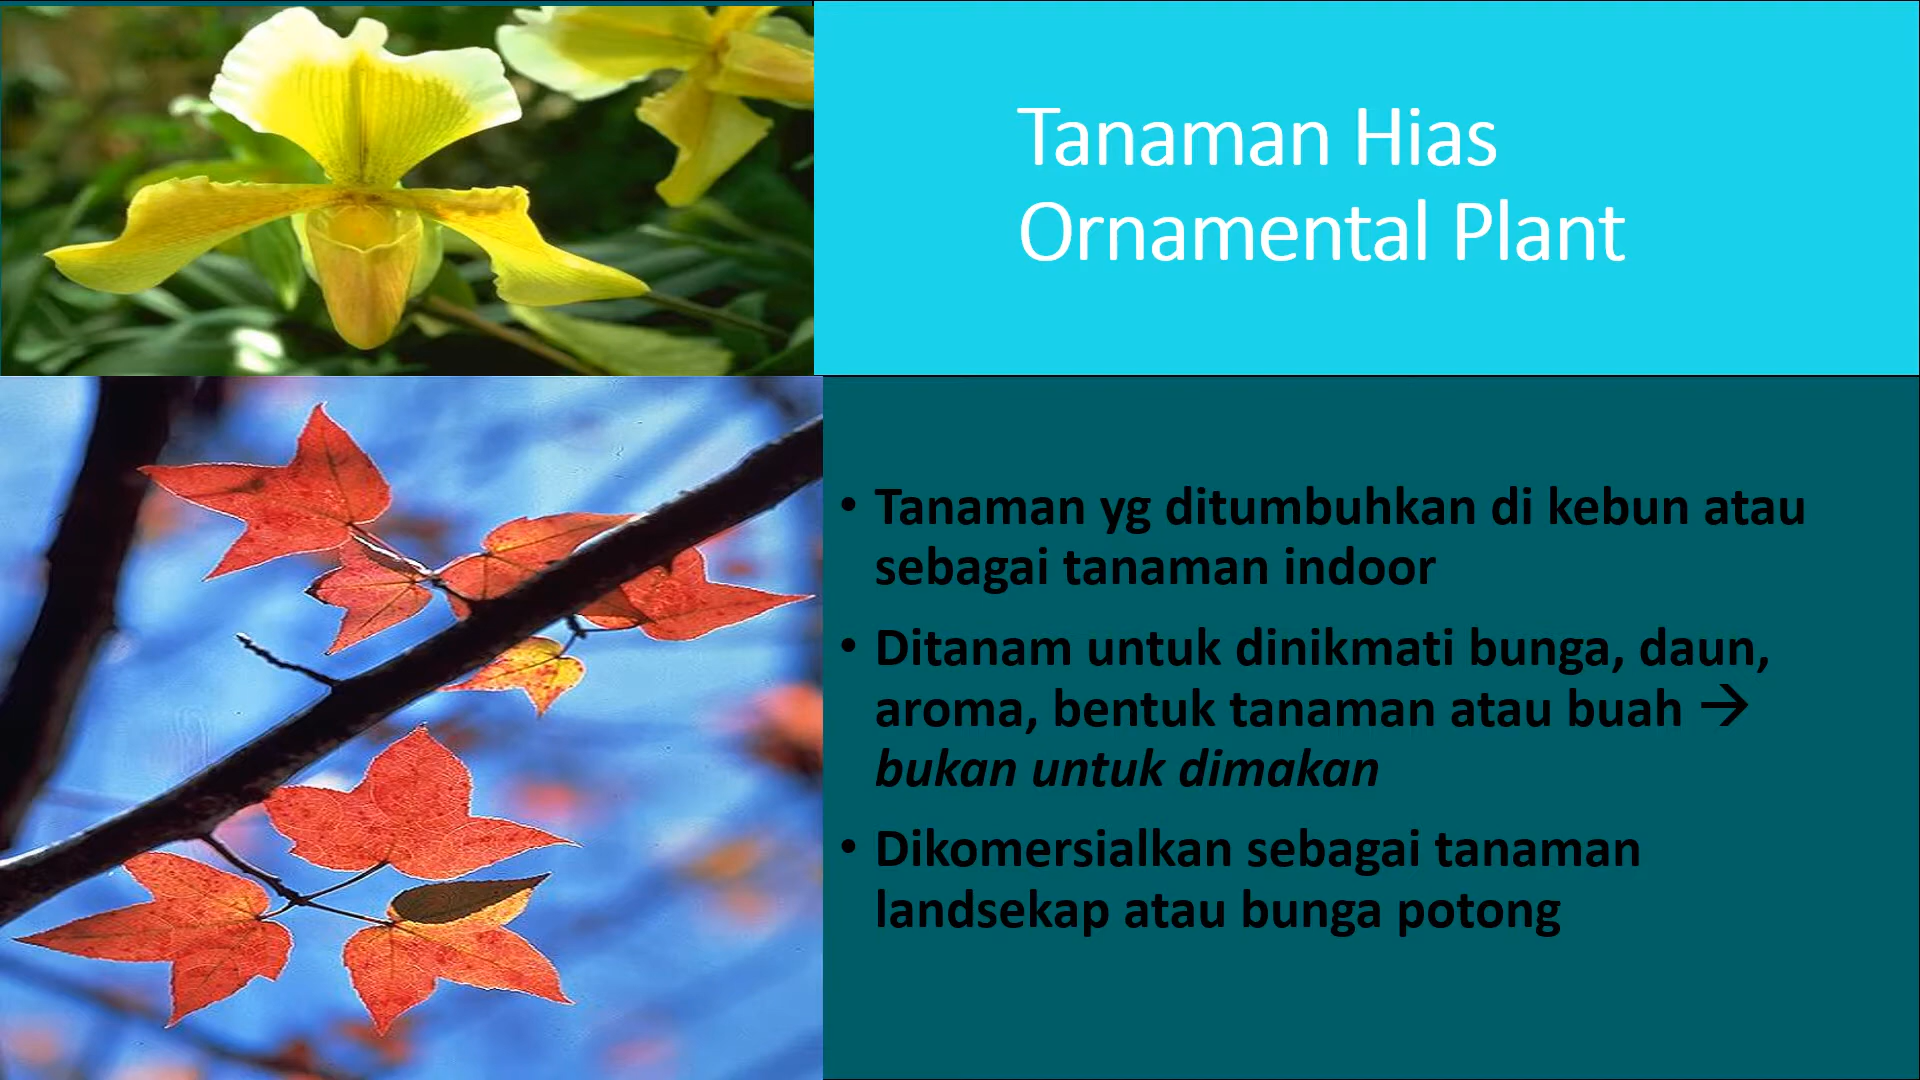 Tanaman Hias
Ornamental Plant
• Tanaman yg ditumbuhkan di kebun atau
sebagai tanaman indoor
• Ditanam untuk dinikmati bunga, daun,
aroma, bentuk tanaman atau buah →
bukan untuk dimakan
• Dikomersialkan sebagai tanaman
landsekap atau bunga potong